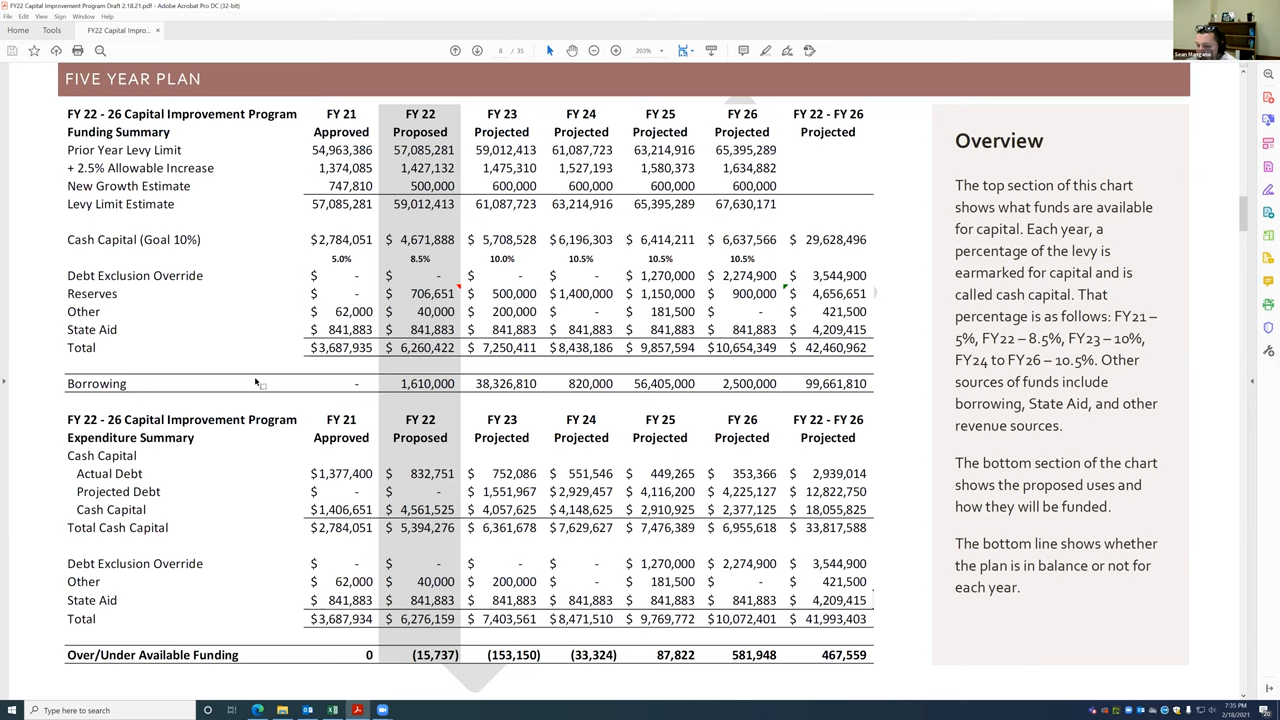 FY22 Capital Improvement Program Draft 2.18.21.pdf - Adobe Acrobat Pro DC (32-bit)
File Edit View Sign Window Help
Home Tools FY22 Capital Impro... ×
8 / 35 203%
Sean Mangano
FIVE YEAR PLAN
FY 22 - 26 Capital Improvement Program FY 21 FY 22 FY 23 FY 24 FY 25 FY 26 FY 22 - FY 26
Funding Summary Approved Proposed Projected Projected Projected Projected Projected
Prior Year Levy Limit 54,963,386 57,085,281 59,012,413 61,087,723 63,214,916 65,395,289
+ 2.5% Allowable Increase 1,374,085 1,427,132 1,475,310 1,527,193 1,580,373 1,634,882
New Growth Estimate 747,810 500,000 600,000 600,000 600,000 600,000
Levy Limit Estimate 57,085,281 59,012,413 61,087,723 63,214,916 65,395,289 67,630,171
Cash Capital (Goal 10%) $2,784,051 $ 4,671,888 $ 5,708,528 $ 6,196,303 $ 6,414,211 $ 6,637,566 $ 29,628,496
5.0% 8.5% 10.0% 10.5% 10.5% 10.5%
Debt Exclusion Override $ - $ - $ - $ - $ 1,270,000 $ 2,274,900 $ 3,544,900
Reserves $ - $ 706,651 $ 500,000 $ 1,400,000 $ 1,150,000 $ 900,000 $ 4,656,651
Other $ 62,000 $ 40,000 $ 200,000 $ - $ 181,500 $ - $ 421,500
State Aid $ 841,883 $ 841,883 $ 841,883 $ 841,883 $ 841,883 $ 841,883 $ 4,209,415
Total $3,687,935 $ 6,260,422 $ 7,250,411 $ 8,438,186 $ 9,857,594 $10,654,349 $ 42,460,962
Borrowing - 1,610,000 38,326,810 820,000 56,405,000 2,500,000 99,661,810
FY 22 - 26 Capital Improvement Program FY 21 FY 22 FY 23 FY 24 FY 25 FY 26 FY 22 - FY 26
Expenditure Summary Approved Proposed Projected Projected Projected Projected Projected
Cash Capital
Actual Debt $1,377,400 $ 832,751 $ 752,086 $ 551,546 $ 449,265 $ 353,366 $ 2,939,014
Projected Debt $ - $ - $ 1,551,967 $ 2,929,457 $ 4,116,200 $ 4,225,127 $ 12,822,750
Cash Capital $1,406,651 $ 4,561,525 $ 4,057,625 $ 4,148,625 $ 2,910,925 $ 2,377,125 $ 18,055,825
Total Cash Capital $2,784,051 $ 5,394,276 $ 6,361,678 $ 7,629,627 $ 7,476,389 $ 6,955,618 $ 33,817,588
Debt Exclusion Override $ - $ - $ - $ - $ 1,270,000 $ 2,274,900 $ 3,544,900
Other $ 62,000 $ 40,000 $ 200,000 $ - $ 181,500 $ - $ 421,500
State Aid $ 841,883 $ 841,883 $ 841,883 $ 841,883 $ 841,883 $ 841,883 $ 4,209,415
Total $3,687,934 $ 6,276,159 $ 7,403,561 $ 8,471,510 $ 9,769,772 $10,072,401 $ 41,993,403
Over/Under Available Funding 0 (15,737) (153,150) (33,324) 87,822 581,948 467,559
Overview
The top section of this chart
shows what funds are available
for capital. Each year, a
percentage of the levy is
earmarked for capital and is
called cash capital. That
percentage is as follows: FY21 –
5%, FY22 – 8.5%, FY23 – 10%,
FY24 to FY26 – 10.5%. Other
sources of funds include
borrowing, State Aid, and other
revenue sources.
The bottom section of the chart
shows the proposed uses and
how they will be funded.
The bottom line shows whether
the plan is in balance or not for
each year.
Type here to search
7:35 PM
2/18/2021